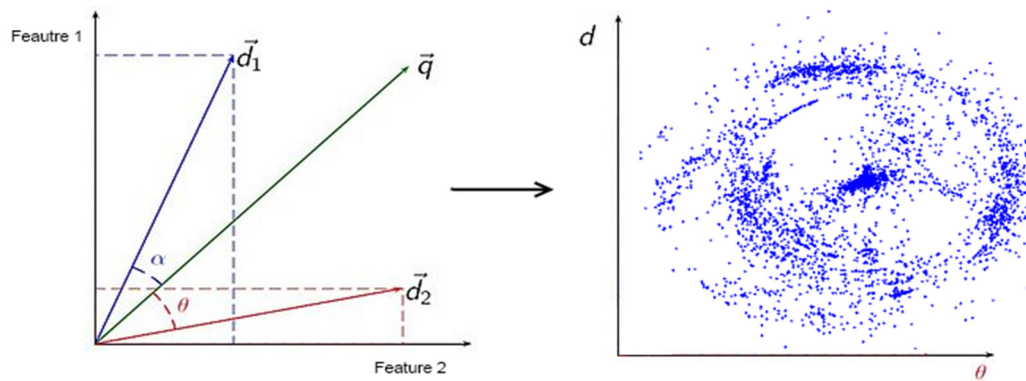 Feautre 1
d⃗1
q⃗
α
θ
d⃗2
Feature 2
d
θ